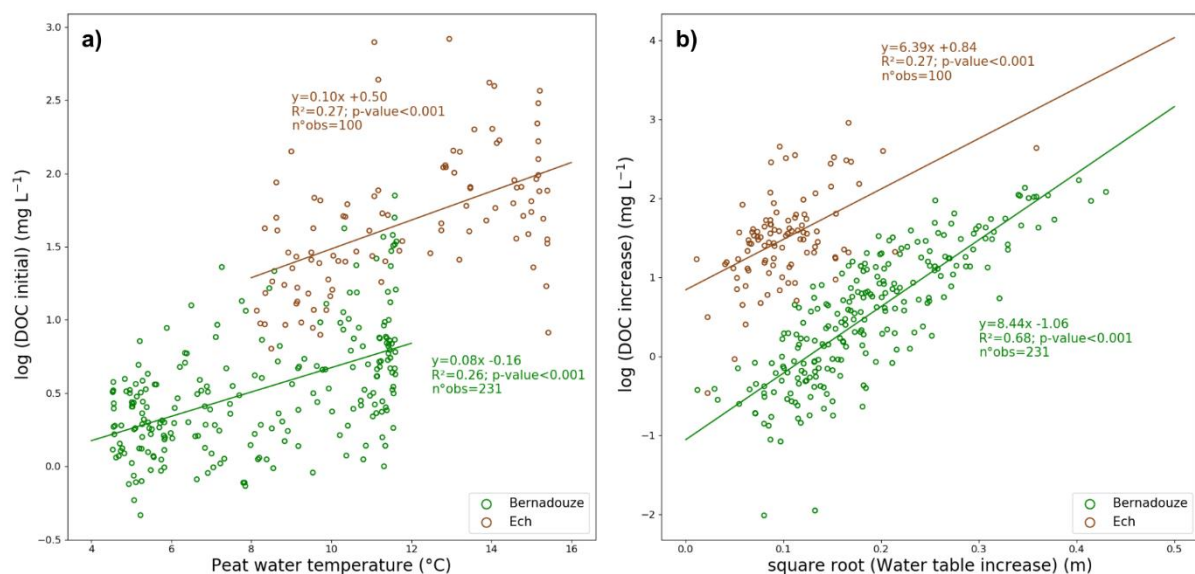 a)
y=0.10x +0.50
R²=0.27; p-value<0.001
n°obs=100
y=0.08x -0.16
R²=0.26; p-value<0.001
n°obs=231
log (DOC initial) (mg L⁻¹)
3.0
2.5
2.0
1.5
1.0
0.5
0.0
−0.5
4
6
8
10
12
14
16
Peat water temperature (°C)
Bernadouze
Ech
b)
y=6.39x +0.84
R²=0.27; p-value<0.001
n°obs=100
y=8.44x -1.06
R²=0.68; p-value<0.001
n°obs=231
log (DOC increase) (mg L⁻¹)
4
3
2
1
0
−1
−2
0.0
0.1
0.2
0.3
0.4
0.5
square root (Water table increase) (m)
Bernadouze
Ech